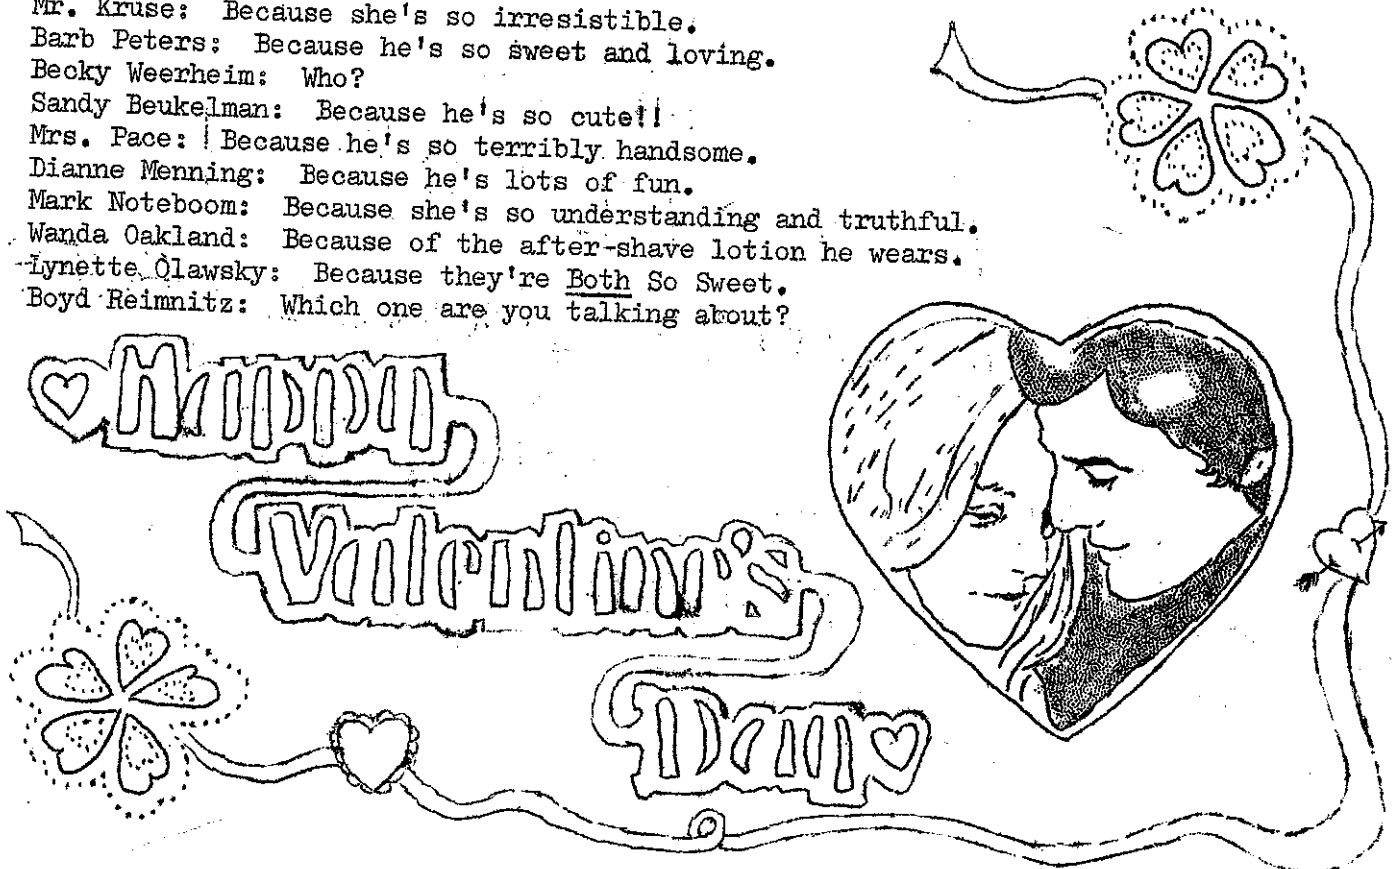 Mr. Kruse: Because she's so irresistible.
Barb Peters: Because he's so sweet and loving.
Becky Weerheim: Who?
Sandy Beukelman: Because he's so cute!!
Mrs. Pace: Because he's so terribly handsome.
Dianne Menning: Because he's lots of fun.
Mark Noteboom: Because she's so understanding and truthful.
Wanda Oakland: Because of the after-shave lotion he wears.
Lynette Olawsky: Because they're Both So Sweet.
Boyd Reimnitz: Which one are you talking about?
Happy
Valentine's
Day